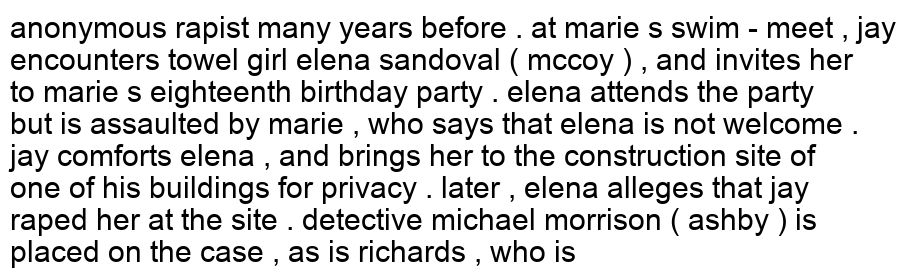 anonymous rapist many years before . at marie s swim - meet , jay
encounters towel girl elena sandoval ( mccoy ) , and invites her
to marie s eighteenth birthday party . elena attends the party
but is assaulted by marie , who says that elena is not welcome .
jay comforts elena , and brings her to the construction site of
one of his buildings for privacy . later , elena alleges that jay
raped her at the site . detective michael morrison ( ashby ) is
placed on the case , as is richards , who is